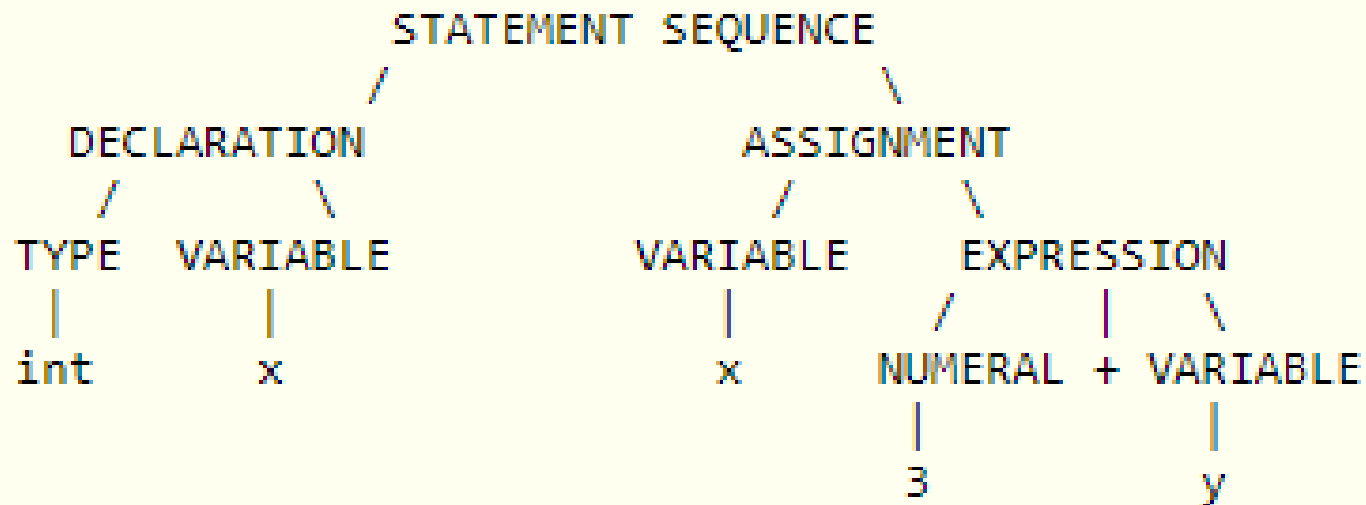 STATEMENT SEQUENCE
/ \
DECLARATION ASSIGNMENT
/ \ / \
TYPE VARIABLE VARIABLE EXPRESSION
| | | / | \
int x x NUMERAL + VARIABLE
| |
3 y